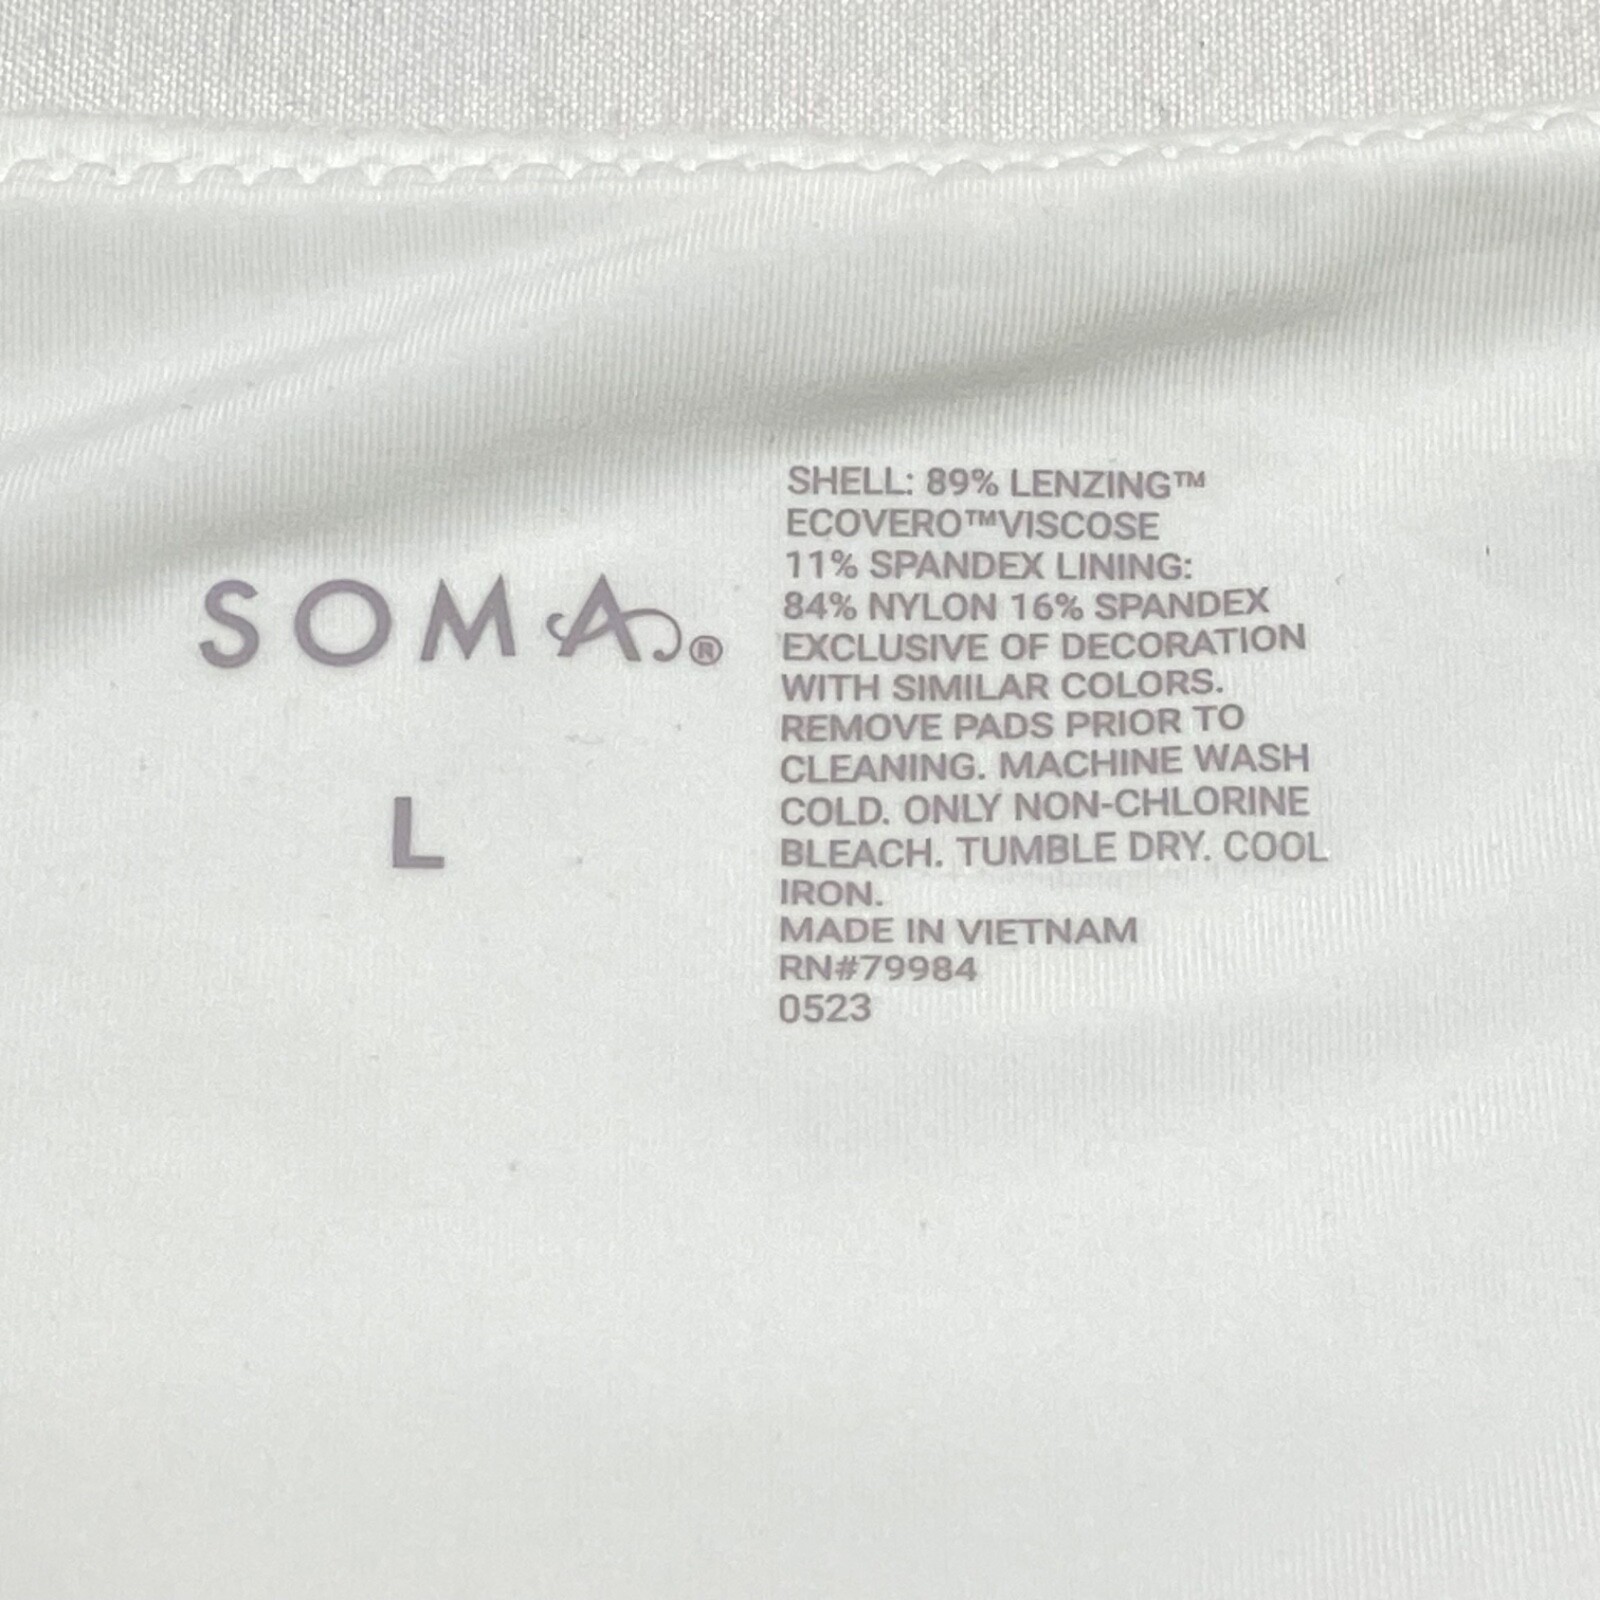 SOMA®
L
SHELL: 89% LENZING™
ECOVERO™VISCOSE
11% SPANDEX LINING:
84% NYLON 16% SPANDEX
EXCLUSIVE OF DECORATION
WITH SIMILAR COLORS.
REMOVE PADS PRIOR TO
CLEANING. MACHINE WASH
COLD. ONLY NON-CHLORINE
BLEACH. TUMBLE DRY. COOL
IRON.
MADE IN VIETNAM
RN#79984
0523